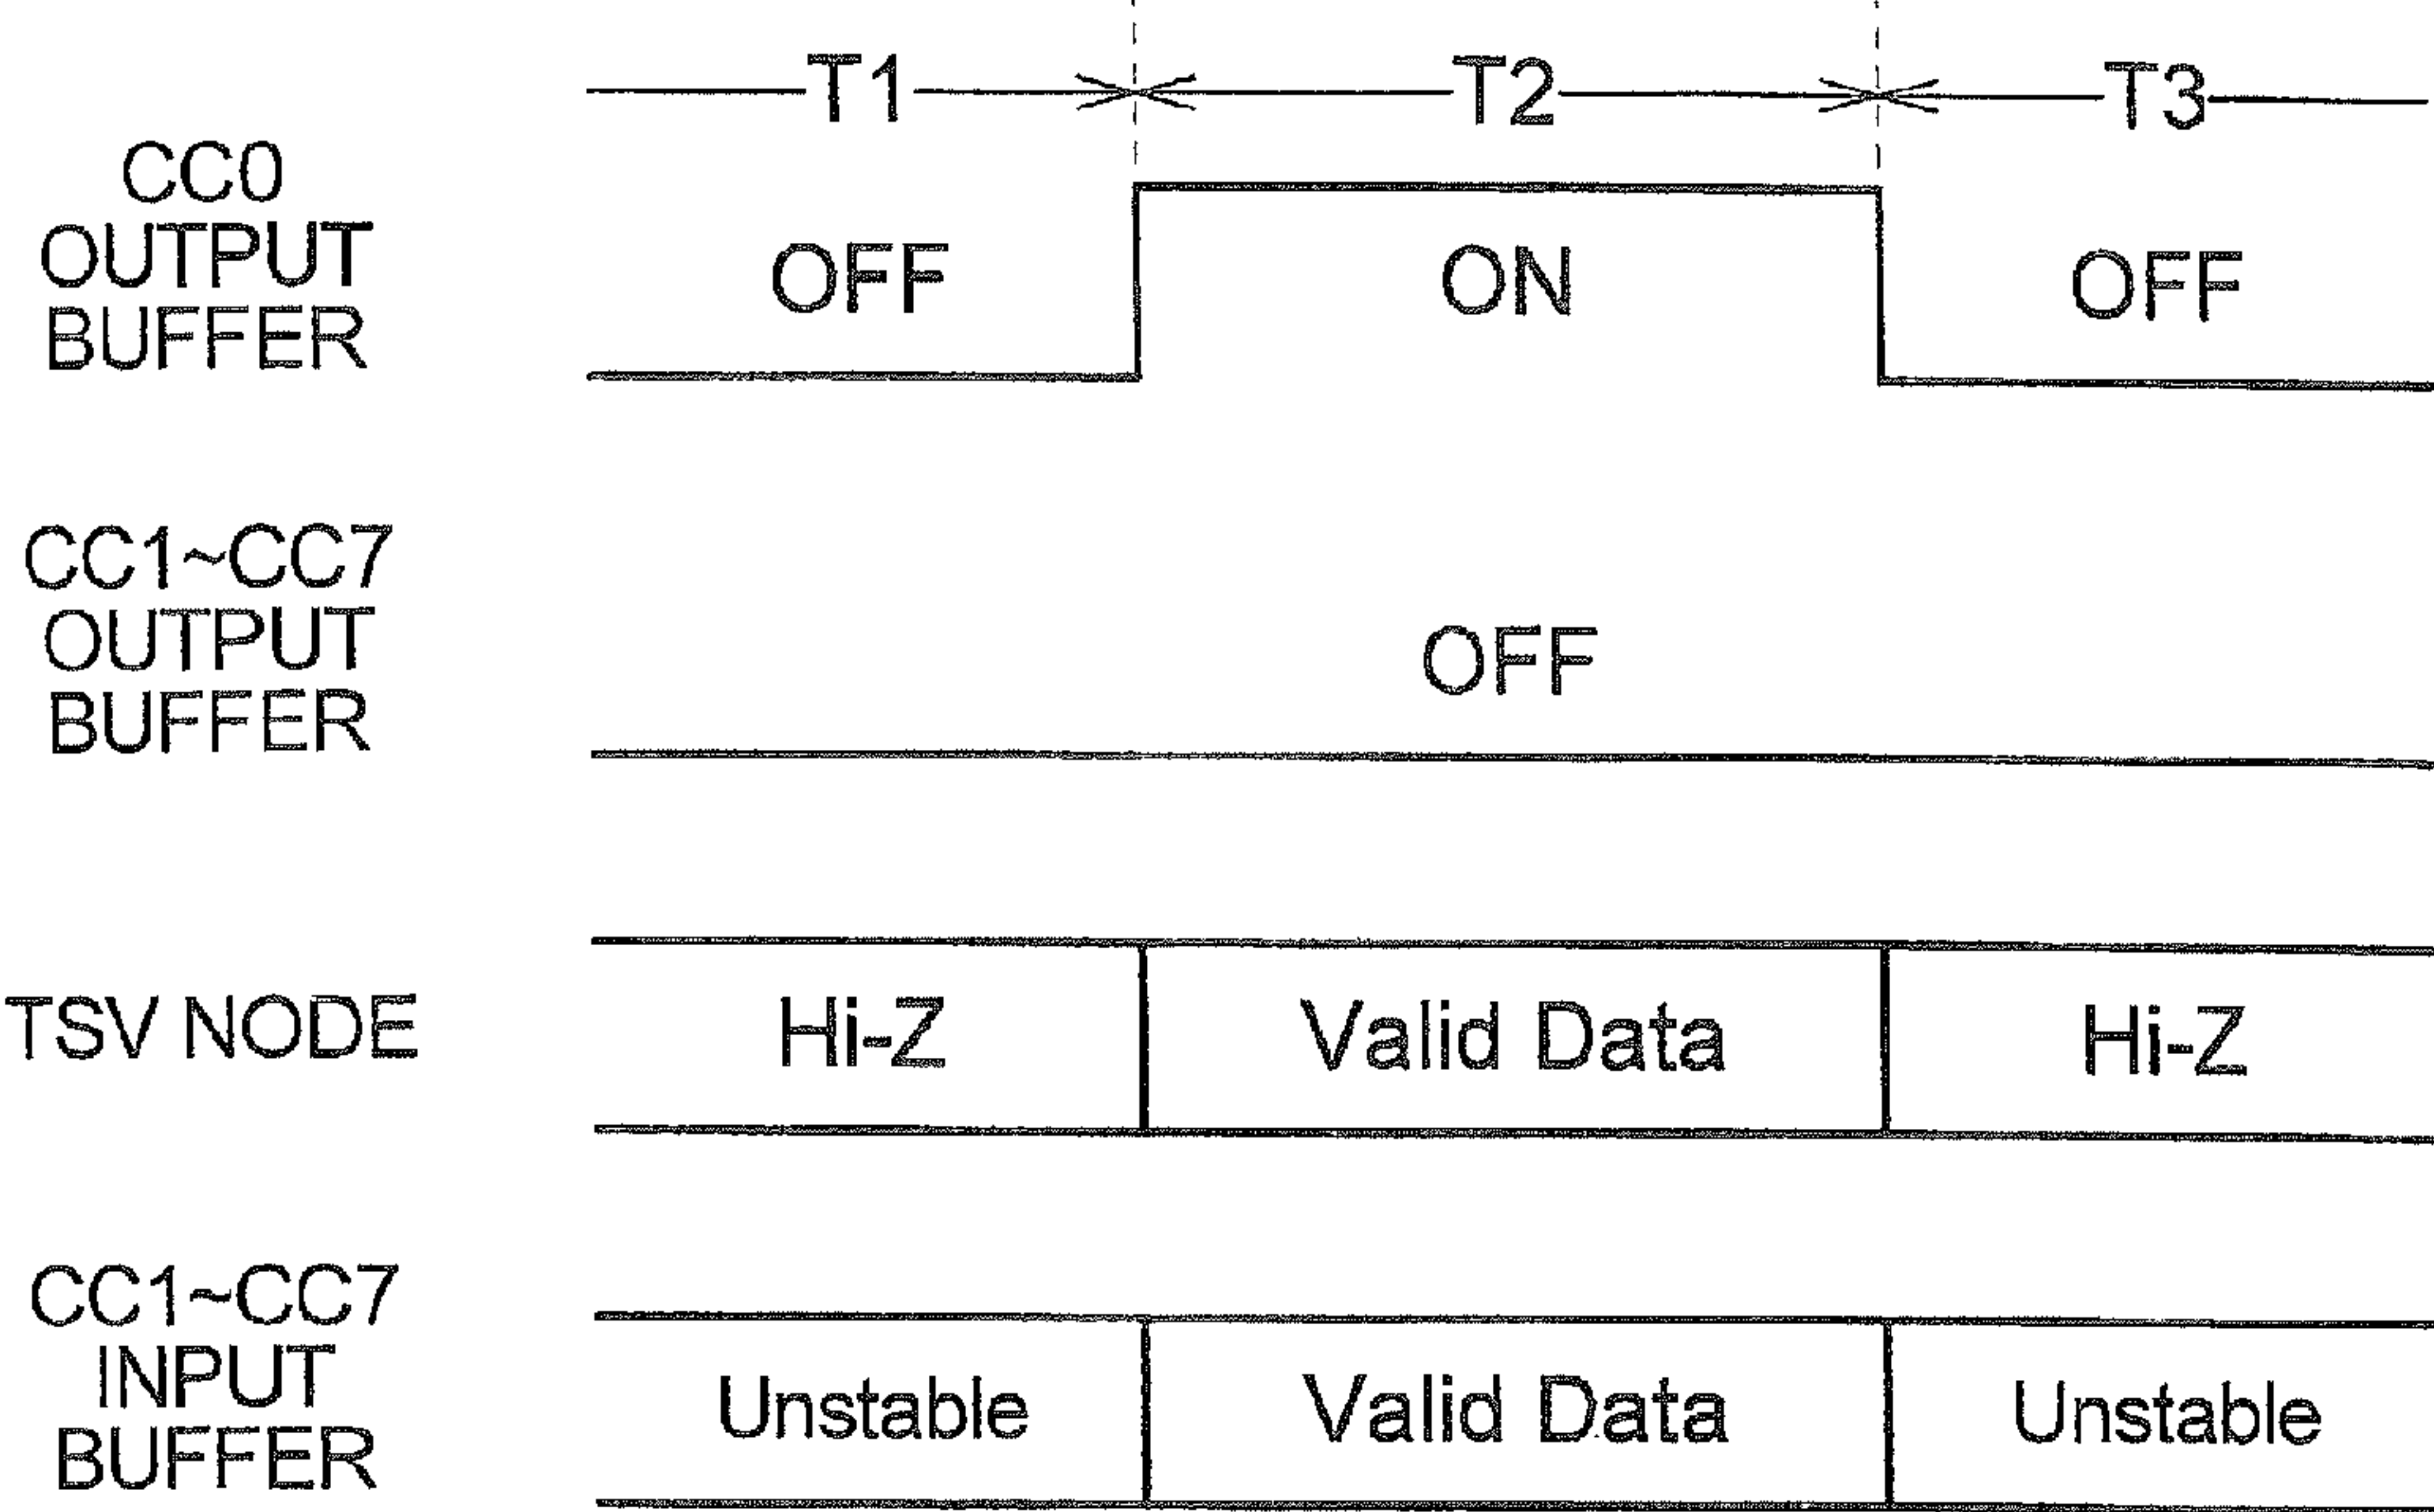 T1 T2 T3
CC0
OUTPUT
BUFFER
OFF ON OFF
CC1~CC7
OUTPUT
BUFFER
OFF
TSV NODE
Hi-Z Valid Data Hi-Z
CC1~CC7
INPUT
BUFFER
Unstable Valid Data Unstable